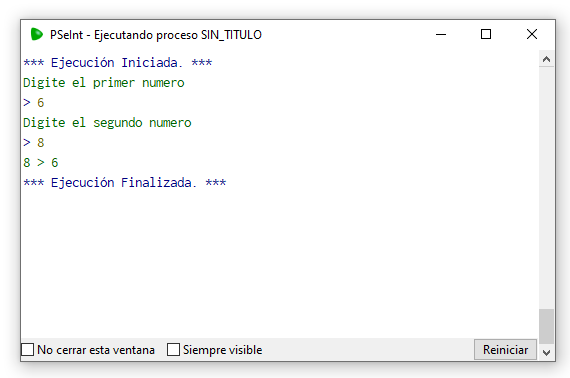 PSeInt - Ejecutando proceso SIN_TITULO
*** Ejecución Iniciada. ***
Digite el primer numero
> 6
Digite el segundo numero
> 8
8 > 6
*** Ejecución Finalizada. ***
No cerrar esta ventana Siempre visible Reiniciar